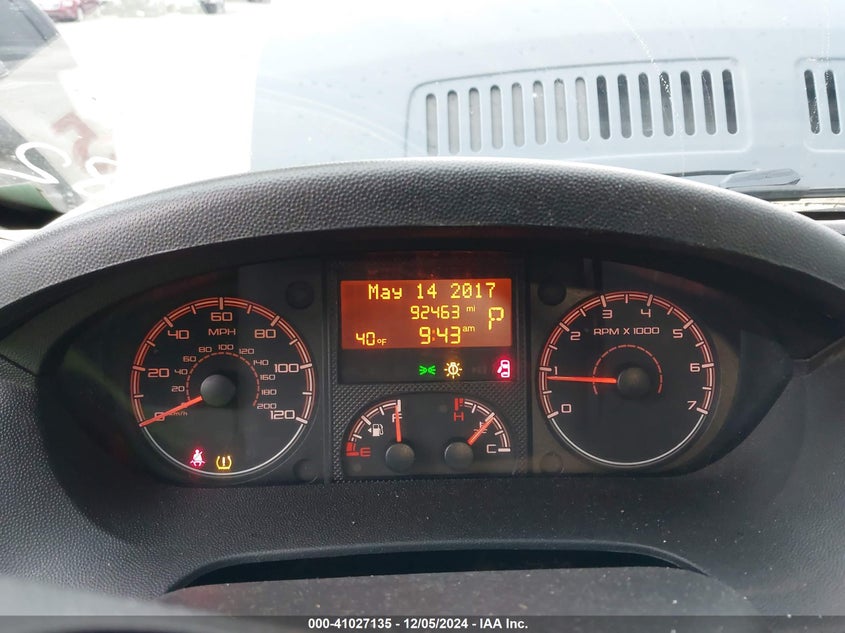 May 14 2017
92463 mi
P
40°F 9:43 am
0 20 40 60 80 100 120
MPH
20 40 60 80 100 120 140 160 180 200
km/h
E F
H C
0 1 2 3 4 5 6 7
RPM X 1000
000-41027135 - 12/05/2024 - IAA Inc.